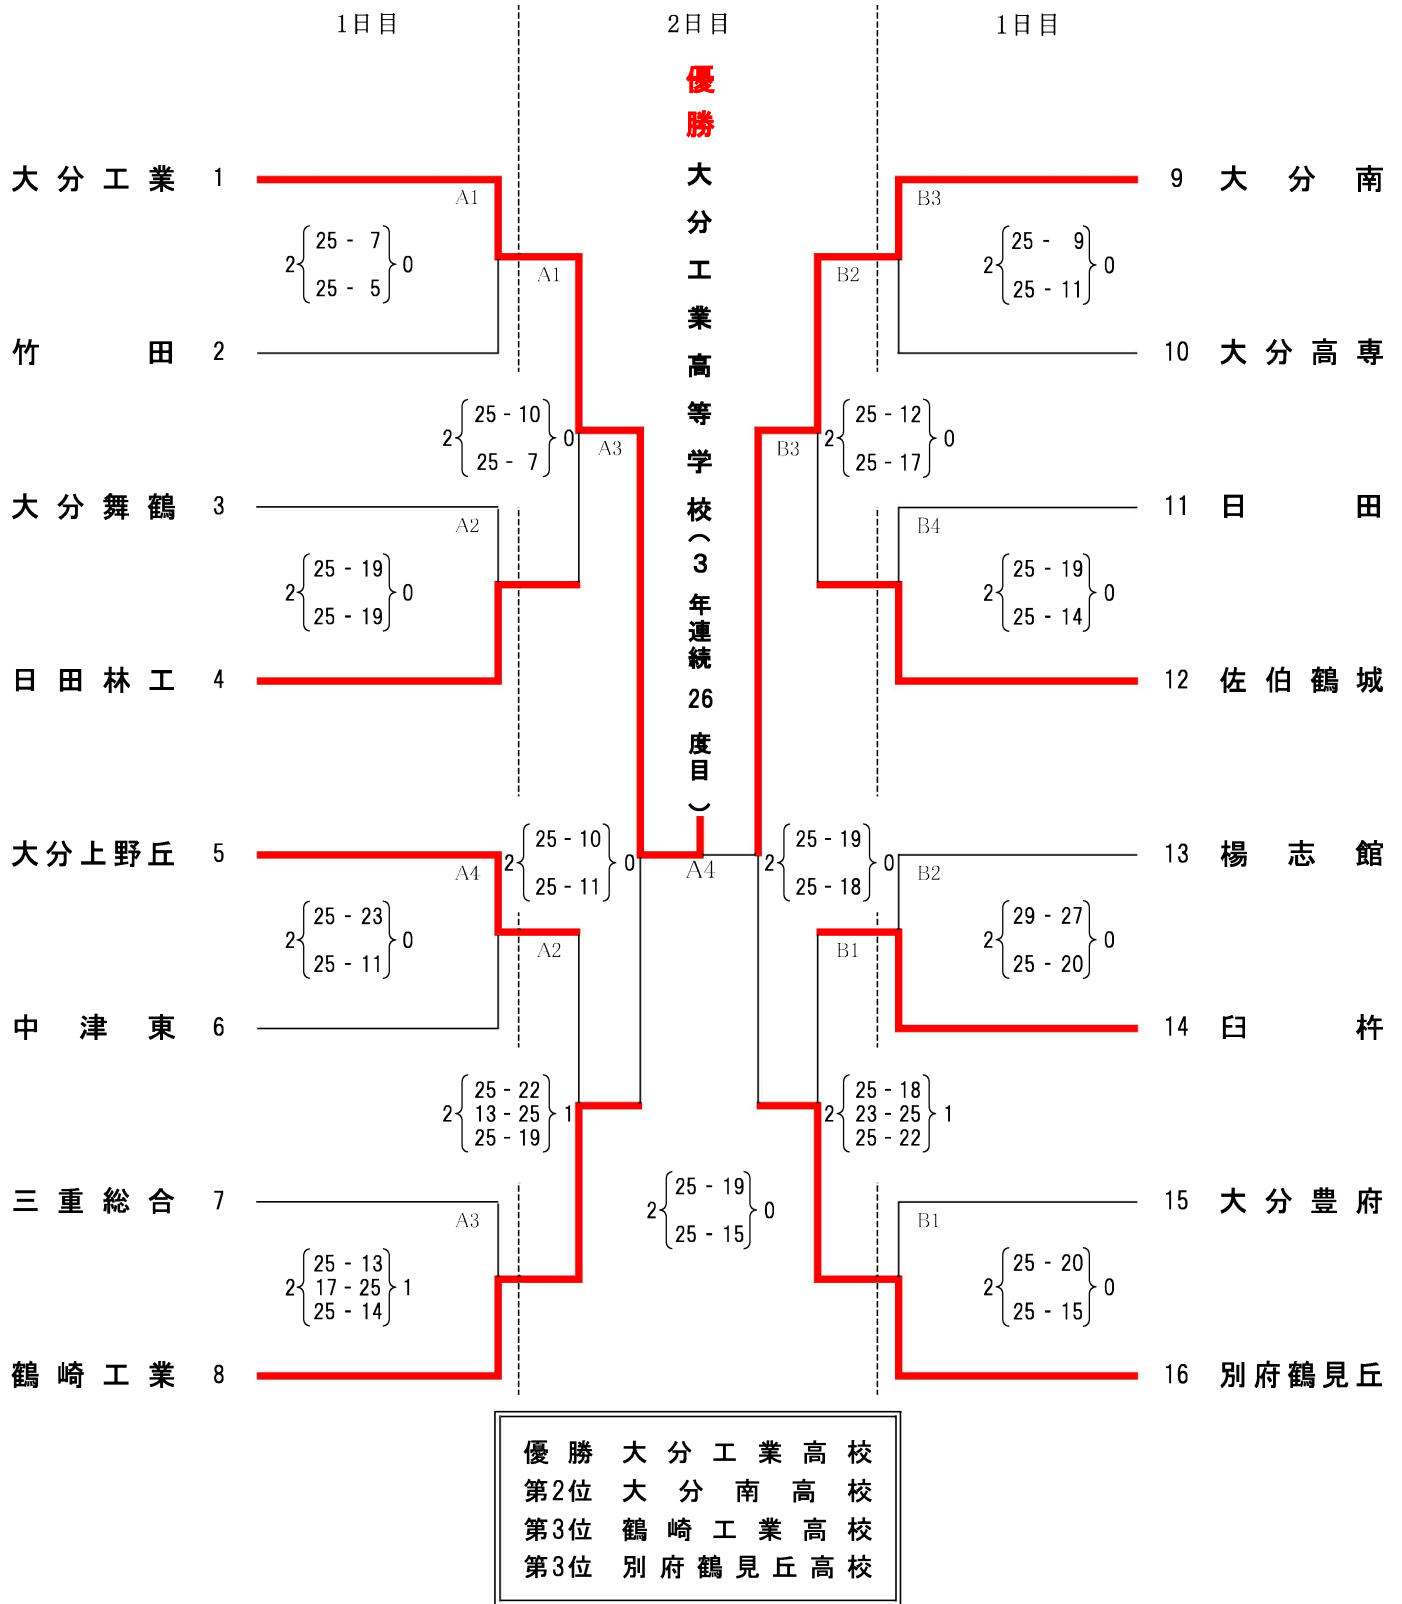 1日目 2日目 1日目
優勝
大分工業高等学校(3年連続26度目)
大分工業 1
A1
2 25 - 7 0
25 - 5
竹田 2
A1
2 25 - 10 0
25 - 7
大分舞鶴 3
A2
2 25 - 19 0
25 - 19
日田林工 4
A3
大分上野丘 5
A4
2 25 - 23 0
25 - 11
中津東 6
2 25 - 10 0
25 - 11
A2
2 25 - 22 1
13 - 25
25 - 19
三重総合 7
A3
2 25 - 13 1
17 - 25
25 - 14
鶴崎工業 8
A4
2 25 - 19 0
25 - 15
9 大分南
B3
2 25 - 9 0
25 - 11
10 大分高専
B2
2 25 - 12 0
25 - 17
11 日田
B4
2 25 - 19 0
25 - 14
12 佐伯鶴城
B3
2 25 - 19 0
25 - 18
13 楊志館
B2
2 29 - 27 0
25 - 20
14 臼杵
B1
2 25 - 18 1
23 - 25
25 - 22
15 大分豊府
B1
2 25 - 20 0
25 - 15
16 別府鶴見丘
優勝 大分工業高校
第2位 大分南高校
第3位 鶴崎工業高校
第3位 別府鶴見丘高校